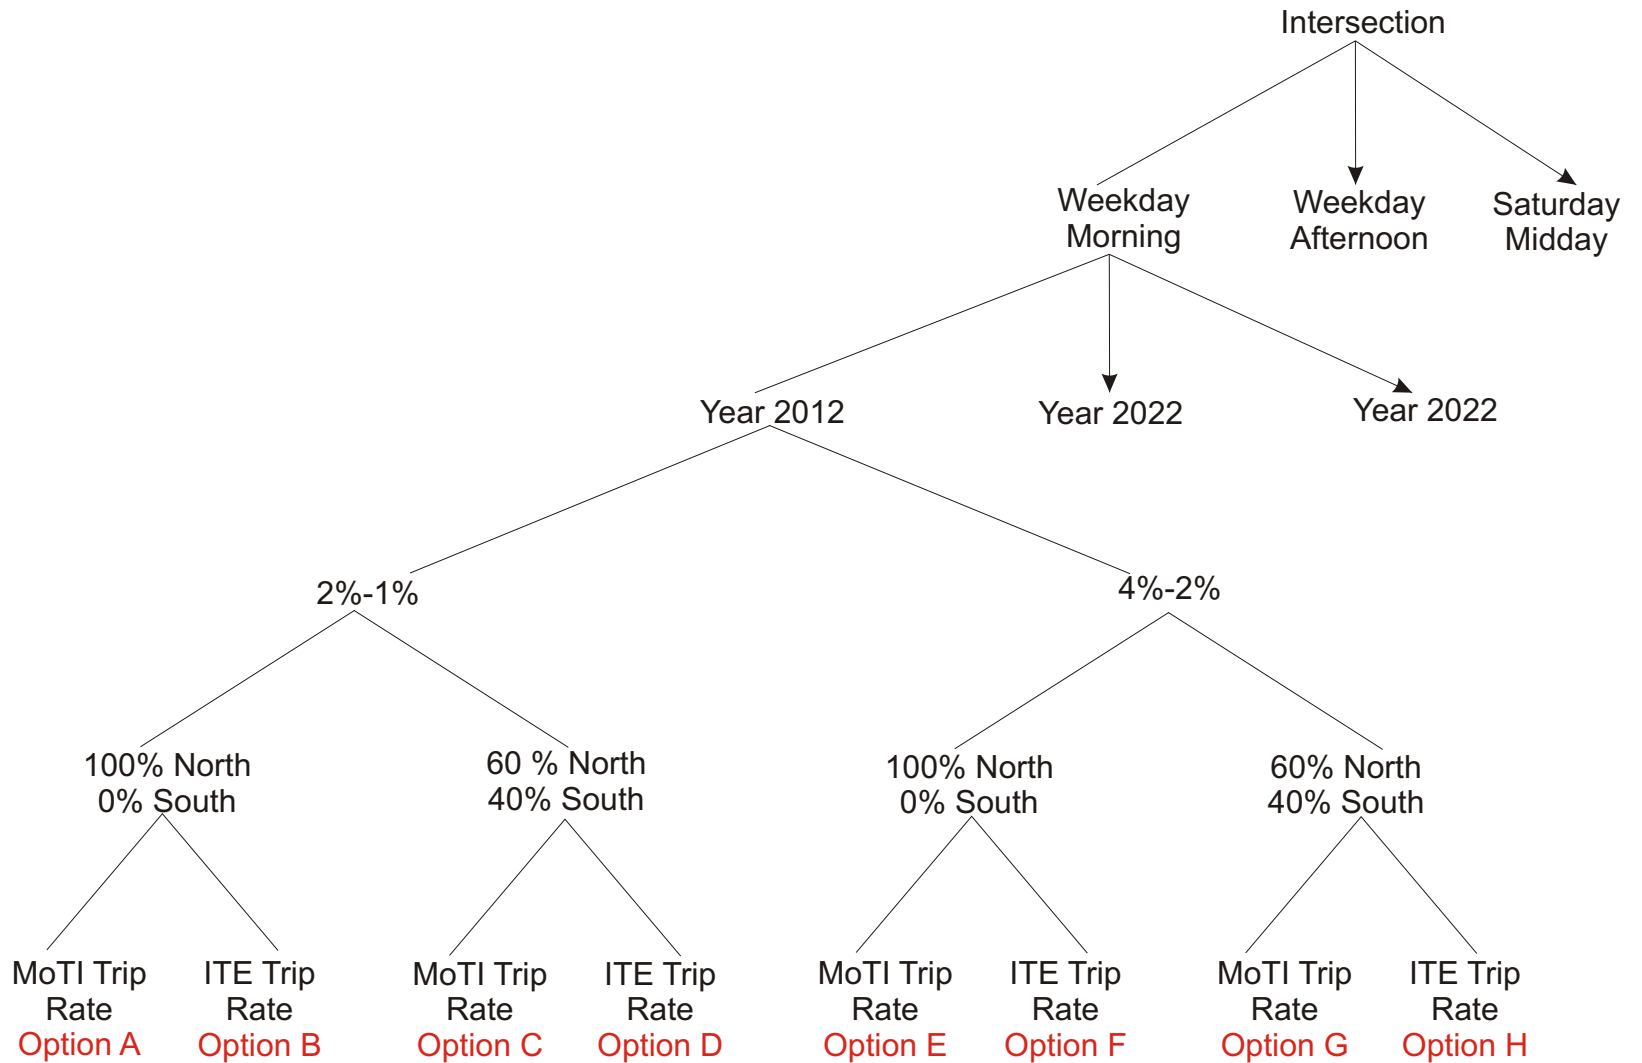 Intersection
Weekday
Morning
Weekday
Afternoon
Saturday
Midday
Year 2012
Year 2022
Year 2022
2%-1%
4%-2%
100% North
0% South
60 % North
40% South
100% North
0% South
60% North
40% South
MoTI Trip
Rate
Option A
ITE Trip
Rate
Option B
MoTI Trip
Rate
Option C
ITE Trip
Rate
Option D
MoTI Trip
Rate
Option E
ITE Trip
Rate
Option F
MoTI Trip
Rate
Option G
ITE Trip
Rate
Option H